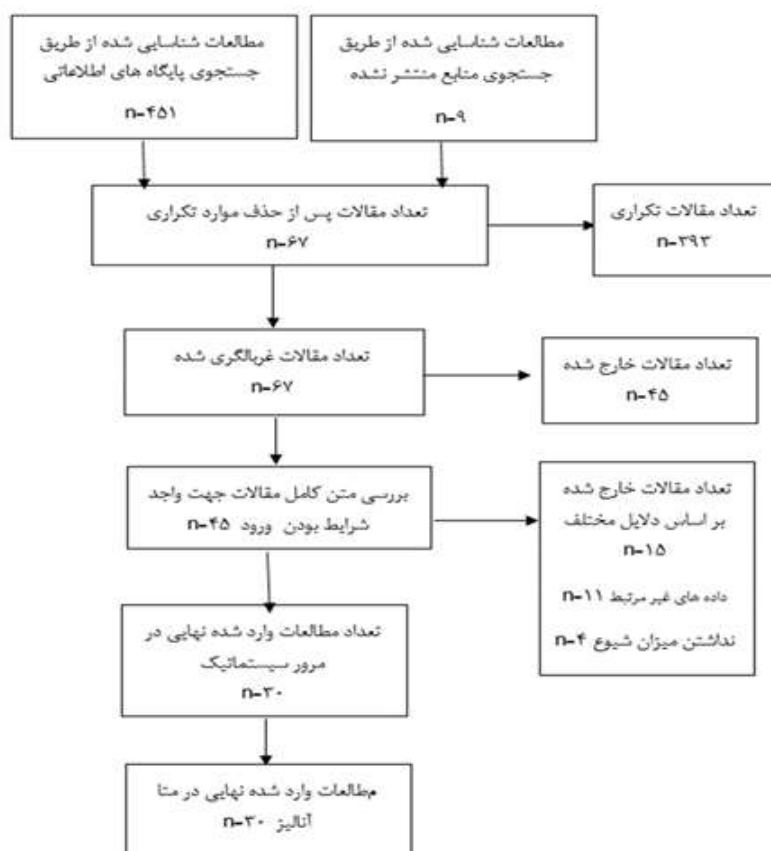 مطالعات شناسایی شده از طریق
جستجوی پایگاه های اطلاعاتی
n=۴۵۱
مطالعات شناسایی شده از طریق
جستجوی منابع منتشر نشده
n=۹
تعداد مقالات پس از حذف موارد تکراری
n=۶۷
تعداد مقالات تکراری
n=۳۹۳
تعداد مقالات غربالگری شده
n=۶۷
تعداد مقالات خارج شده
n=۴۵
بررسی متن کامل مقالات جهت واجد
شرایط بودن ورود n=۴۵
تعداد مقالات خارج شده
بر اساس دلایل مختلف
n=۱۵
داده های غیر مرتبط n=۱۱
نداشتن میزان شیوع n=۴
تعداد مطالعات وارد شده نهایی در
مرور سیستماتیک
n=۳۰
مطالعات وارد شده نهایی در متا
آنالیز n=۳۰